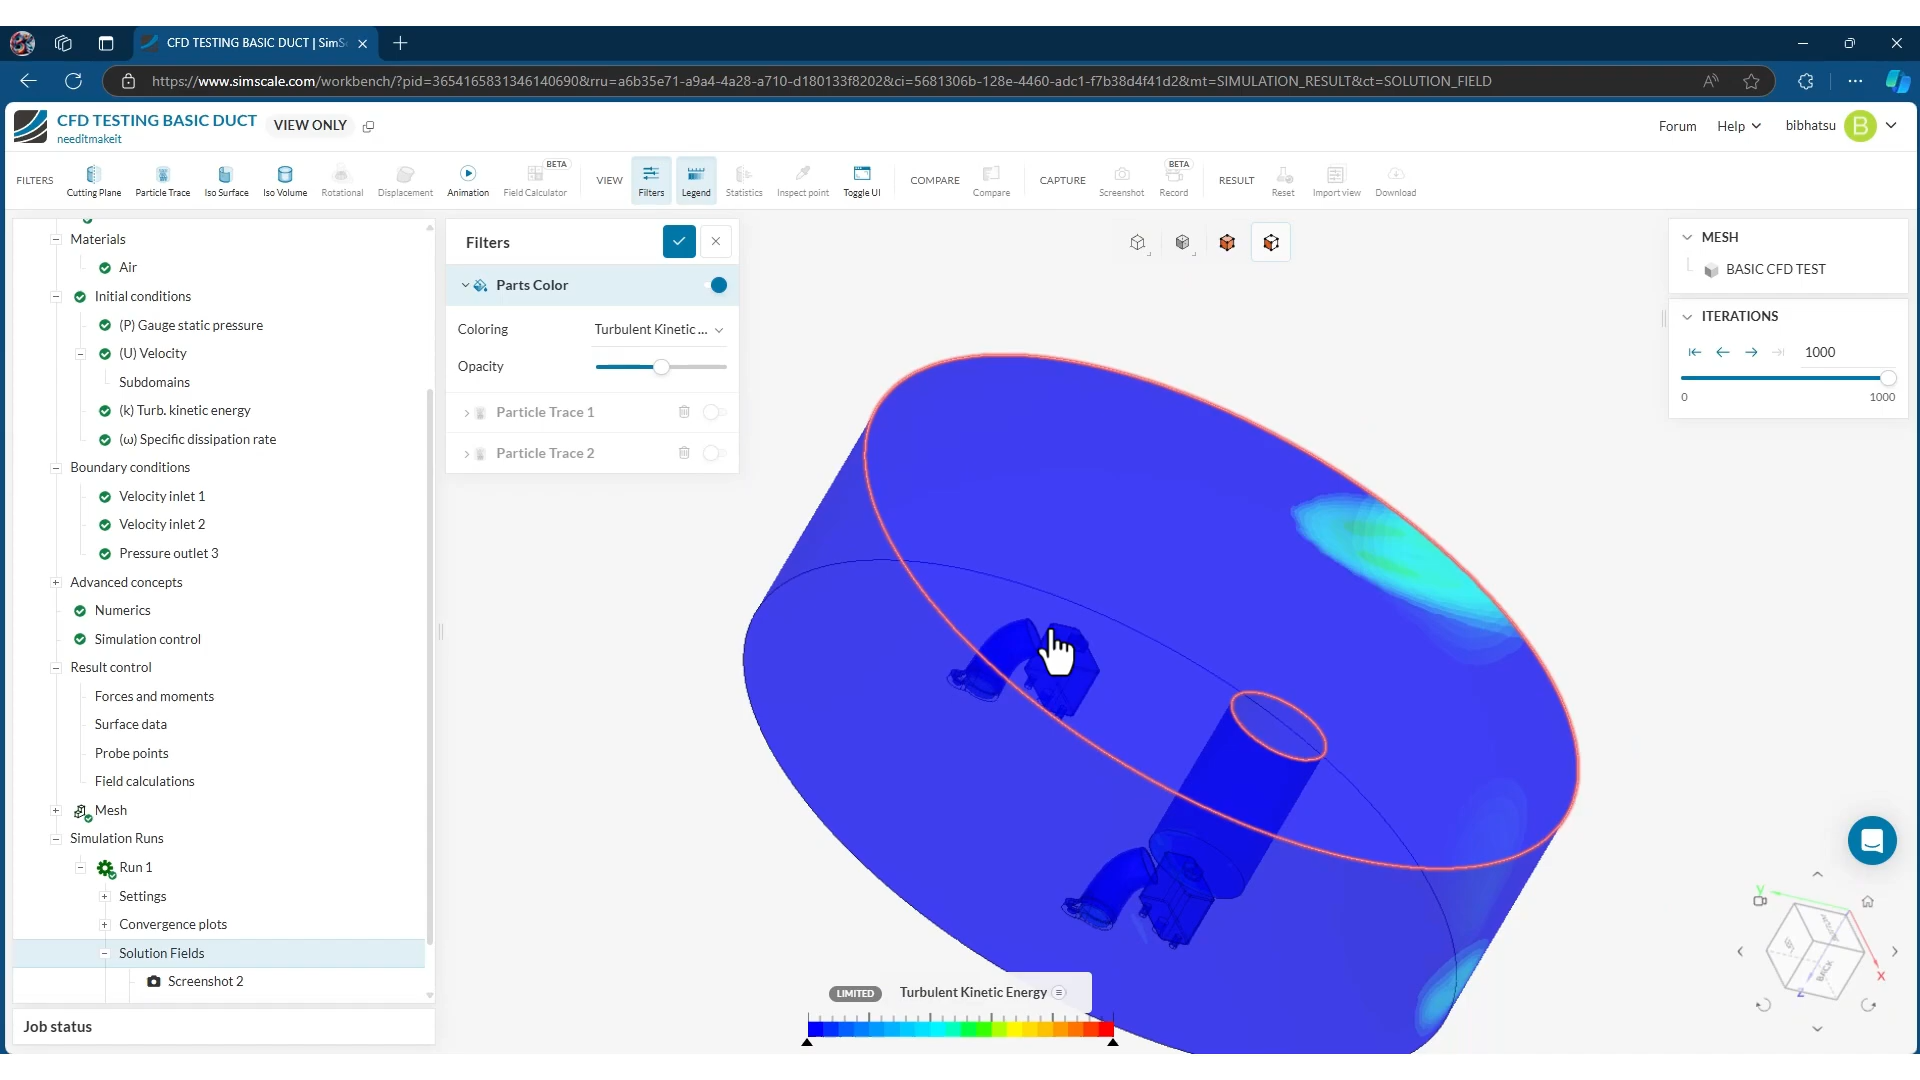 CFD TESTING BASIC DUCT | SimSc
https://www.simscale.com/workbench/?pid=3654165831346140690&rru=a6b35e71-a9a4-4a28-a710-d180133f8202&ci=5681306b-128e-4460-adc1-f7b38d4f41d2&mt=SIMULATION_RESULT&ct=SOLUTION_FIELD
CFD TESTING BASIC DUCT
VIEW ONLY
needitmakeit
Forum
Help
bibhatsu
B
FILTERS
Cutting Plane
Particle Trace
Iso Surface
Iso Volume
Rotational
Displacement
Animation
BETA
Field Calculator
VIEW
Filters
Legend
Statistics
Inspect point
Toggle UI
COMPARE
Compare
CAPTURE
Screenshot
BETA
Record
RESULT
Reset
Import view
Download
Materials
Air
Initial conditions
(P) Gauge static pressure
(U) Velocity
Subdomains
(k) Turb. kinetic energy
(ω) Specific dissipation rate
Boundary conditions
Velocity inlet 1
Velocity inlet 2
Pressure outlet 3
Advanced concepts
Numerics
Simulation control
Result control
Forces and moments
Surface data
Probe points
Field calculations
Mesh
Simulation Runs
Run 1
Settings
Convergence plots
Solution Fields
Screenshot 2
Job status
Filters
Parts Color
Coloring
Turbulent Kinetic ...
Opacity
Particle Trace 1
Particle Trace 2
MESH
BASIC CFD TEST
ITERATIONS
1000
0
1000
LIMITED
Turbulent Kinetic Energy
Y
X
Z
BACK